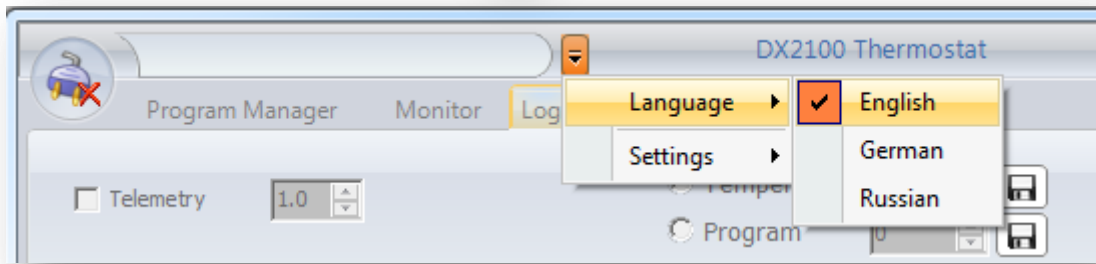 DX2100 Thermostat
Program Manager Monitor Log
Language English
Settings German
Russian
Telemetry 1.0
Program 0